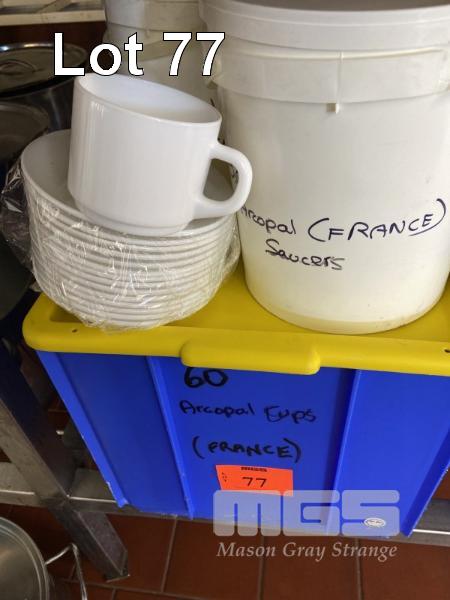 Lot 77
Arcopal (FRANCE)
Saucers
60
Arcopal Cups
(FRANCE)
77
MGS
Mason Gray Strange